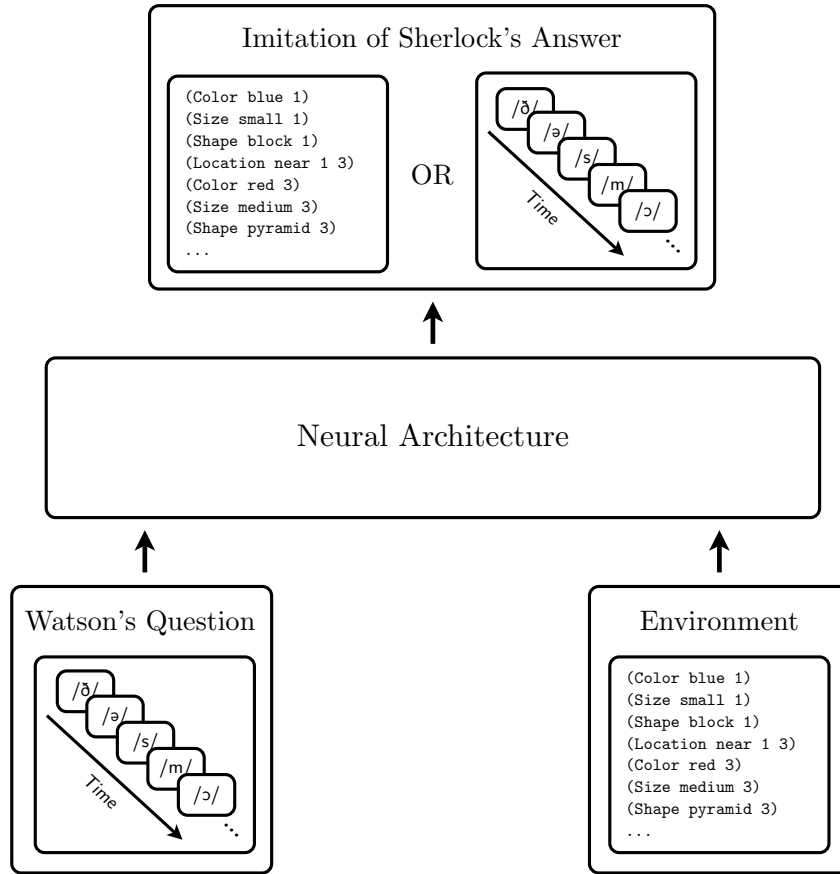 Imitation of Sherlock's Answer
(Color blue 1)
(Size small 1)
(Shape block 1)
(Location near 1 3)
(Color red 3)
(Size medium 3)
(Shape pyramid 3)
...
OR
/ð/
/ə/
/s/
/m/
/ɔ/
...
Time
Neural Architecture
Watson's Question
/ð/
/ə/
/s/
/m/
/ɔ/
...
Time
Environment
(Color blue 1)
(Size small 1)
(Shape block 1)
(Location near 1 3)
(Color red 3)
(Size medium 3)
(Shape pyramid 3)
...